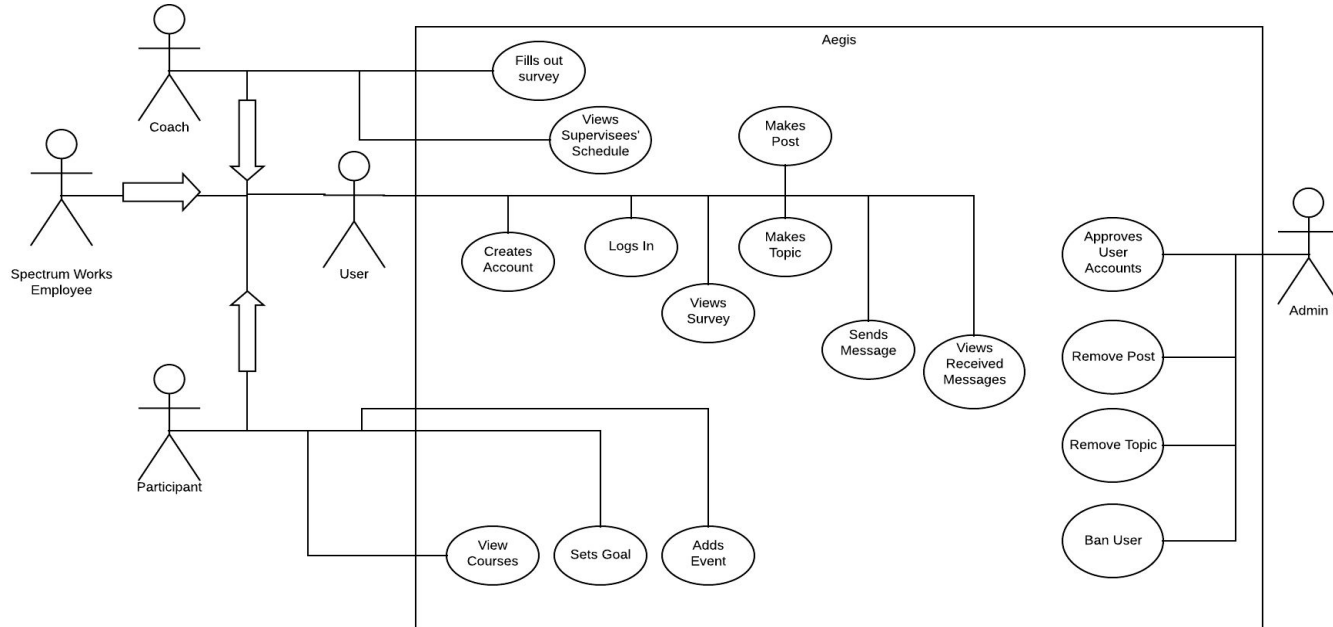 Aegis
Fills out
survey
Coach
Views
Supervisees'
Schedule
Makes
Post
Spectrum Works
Employee
User
Creates
Account
Logs In
Views
Survey
Makes
Topic
Sends
Message
Views
Received
Messages
Approves
User
Accounts
Admin
Remove Post
Remove Topic
Ban User
Participant
View
Courses
Sets Goal
Adds
Event